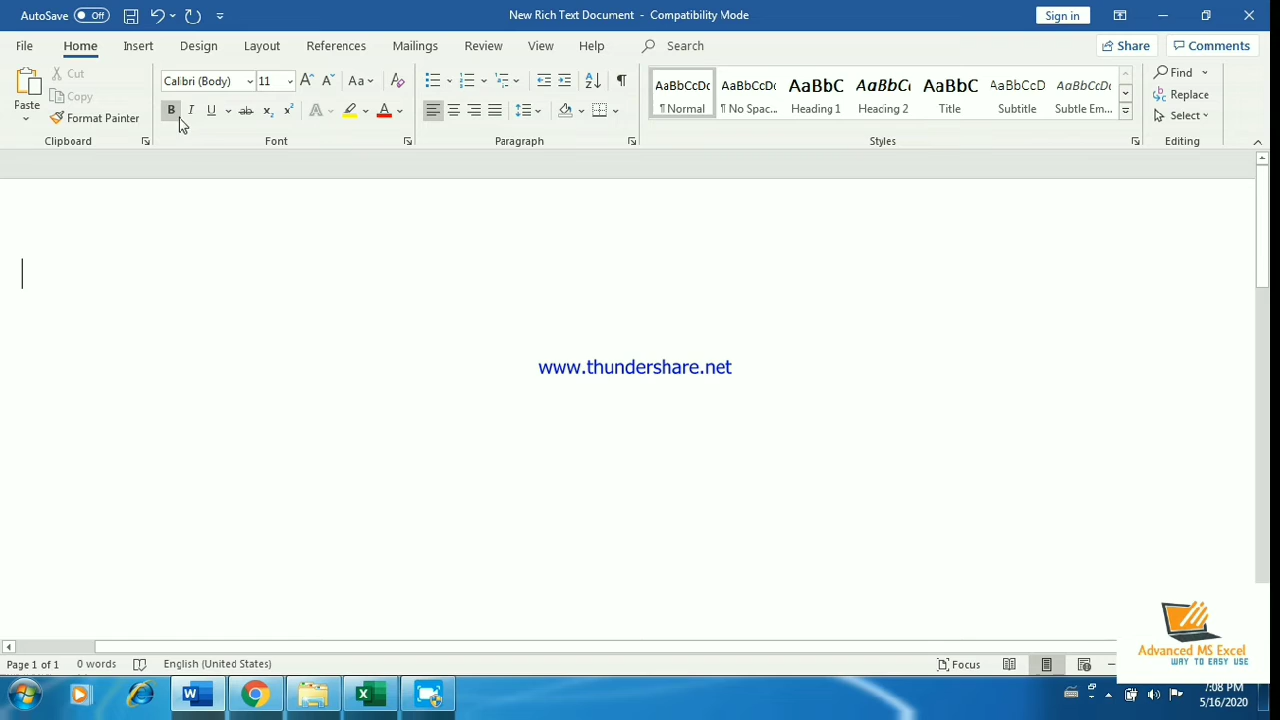 AutoSave Off New Rich Text Document - Compatibility Mode Sign in
File Home Insert Design Layout References Mailings Review View Help Search Share Comments
Paste Cut Copy Format Painter Clipboard
Calibri (Body) 11 Aa B I U ab x₂ x² A A Font
Paragraph
AaBbCcDc AaBbCcDc AaBbC AaBbCc AaBbC AaBbCcD AaBbCcDc
¶ Normal ¶ No Spac... Heading 1 Heading 2 Title Subtitle Subtle Em...
Styles
Find Replace Select Editing
www.thundershare.net
Page 1 of 1 0 words English (United States) Focus
Advanced MS Excel
WAY TO EASY USE
7:08 PM
5/16/2020